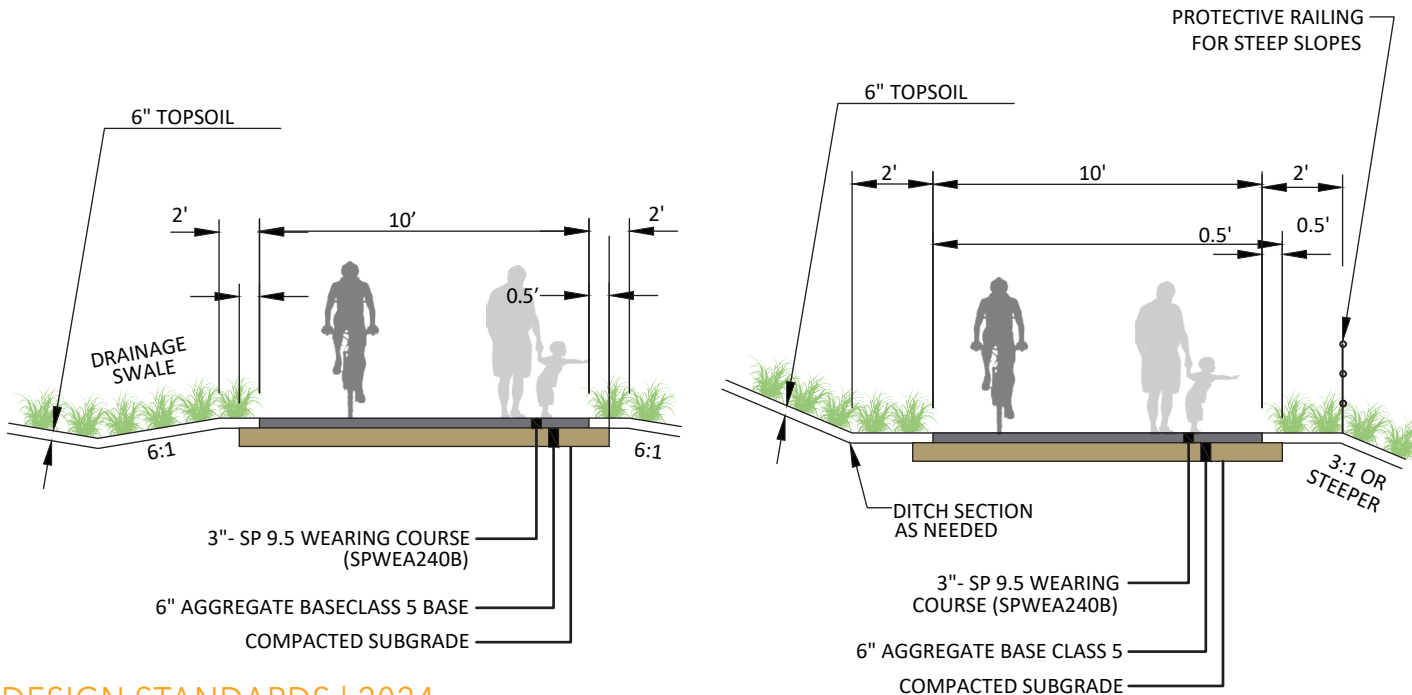 PROTECTIVE RAILING
FOR STEEP SLOPES
6" TOPSOIL
2'
10'
2'
0.5'
DRAINAGE
SWALE
6:1
6:1
3"- SP 9.5 WEARING COURSE
(SPWEA240B)
6" AGGREGATE BASECLASS 5 BASE
COMPACTED SUBGRADE
6" TOPSOIL
2'
10'
2'
0.5'
0.5'
3:1 OR
STEEPER
DITCH SECTION
AS NEEDED
3"- SP 9.5 WEARING
COURSE (SPWEA240B)
6" AGGREGATE BASE CLASS 5
COMPACTED SUBGRADE
DESIGN STANDARDS | 2024